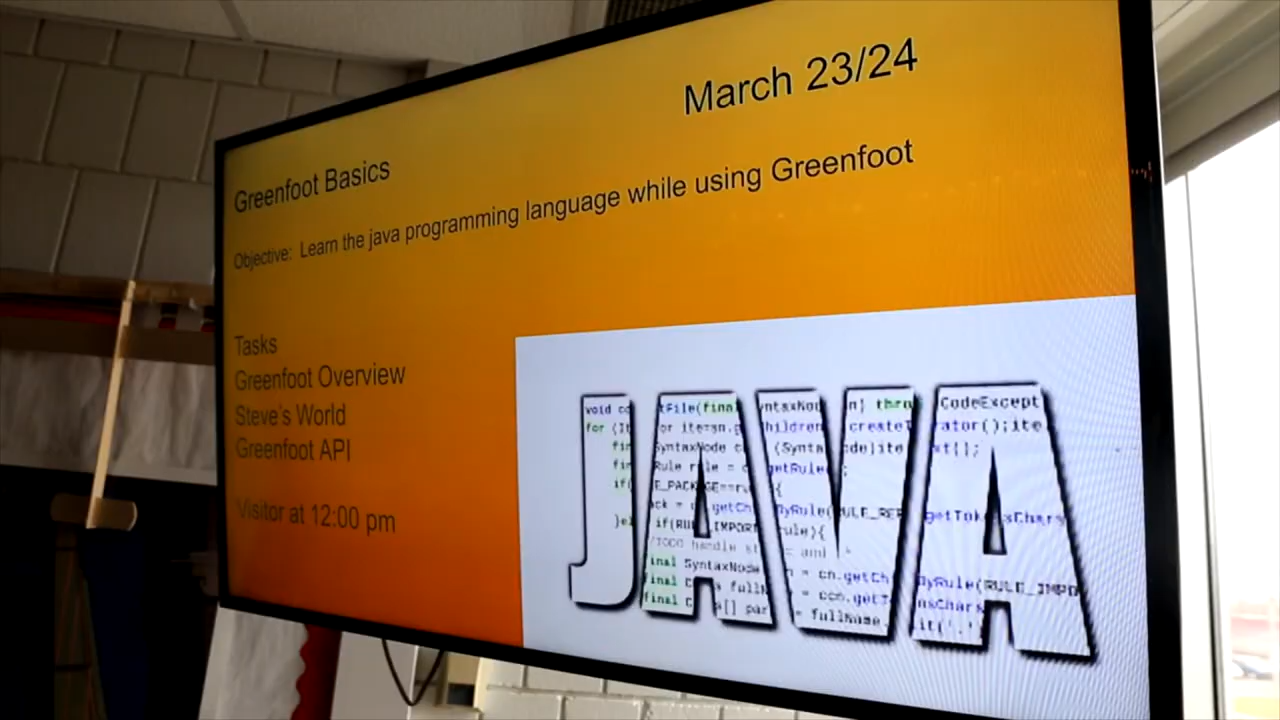 March 23/24
Greenfoot Basics
Objective: Learn the java programming language while using Greenfoot
Tasks
Greenfoot Overview
Steve's World
Greenfoot API
Visitor at 12:00 pm
JAVA